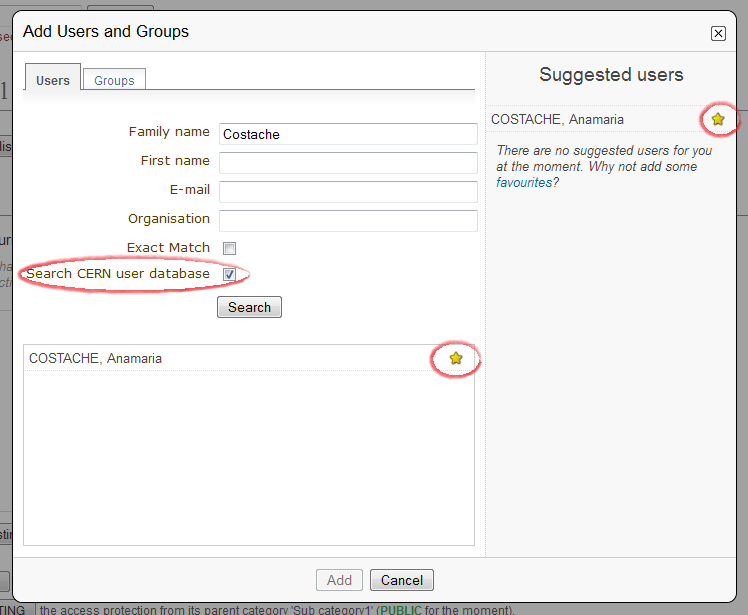 Add Users and Groups
Users
Groups
Family name
Costache
First name
E-mail
Organisation
Exact Match
Search CERN user database
Search
COSTACHE, Anamaria
Suggested users
COSTACHE, Anamaria
There are no suggested users for you
at the moment. Why not add some
favourites?
Add
Cancel
TING the access protection from its parent category 'Sub category1' (PUBLIC for the moment).